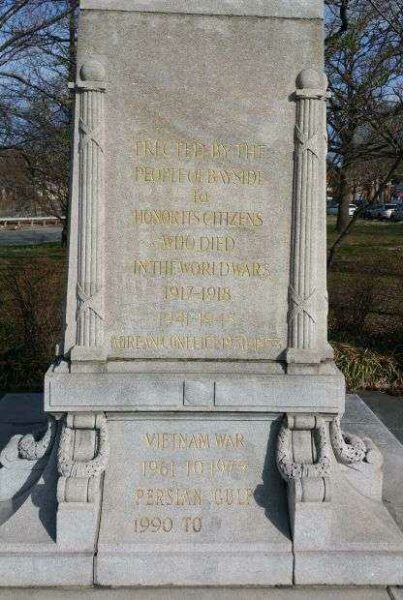 ERECTED BY THE
PEOPLE OF BAYSIDE
TO
HONOR ITS CITIZENS
WHO DIED
IN THE WORLD WARS
1917-1918
1941-1945
KOREAN CONFLICT
VIETNAM WAR
1961 TO 1975
PERSIAN GULF
1990 TO